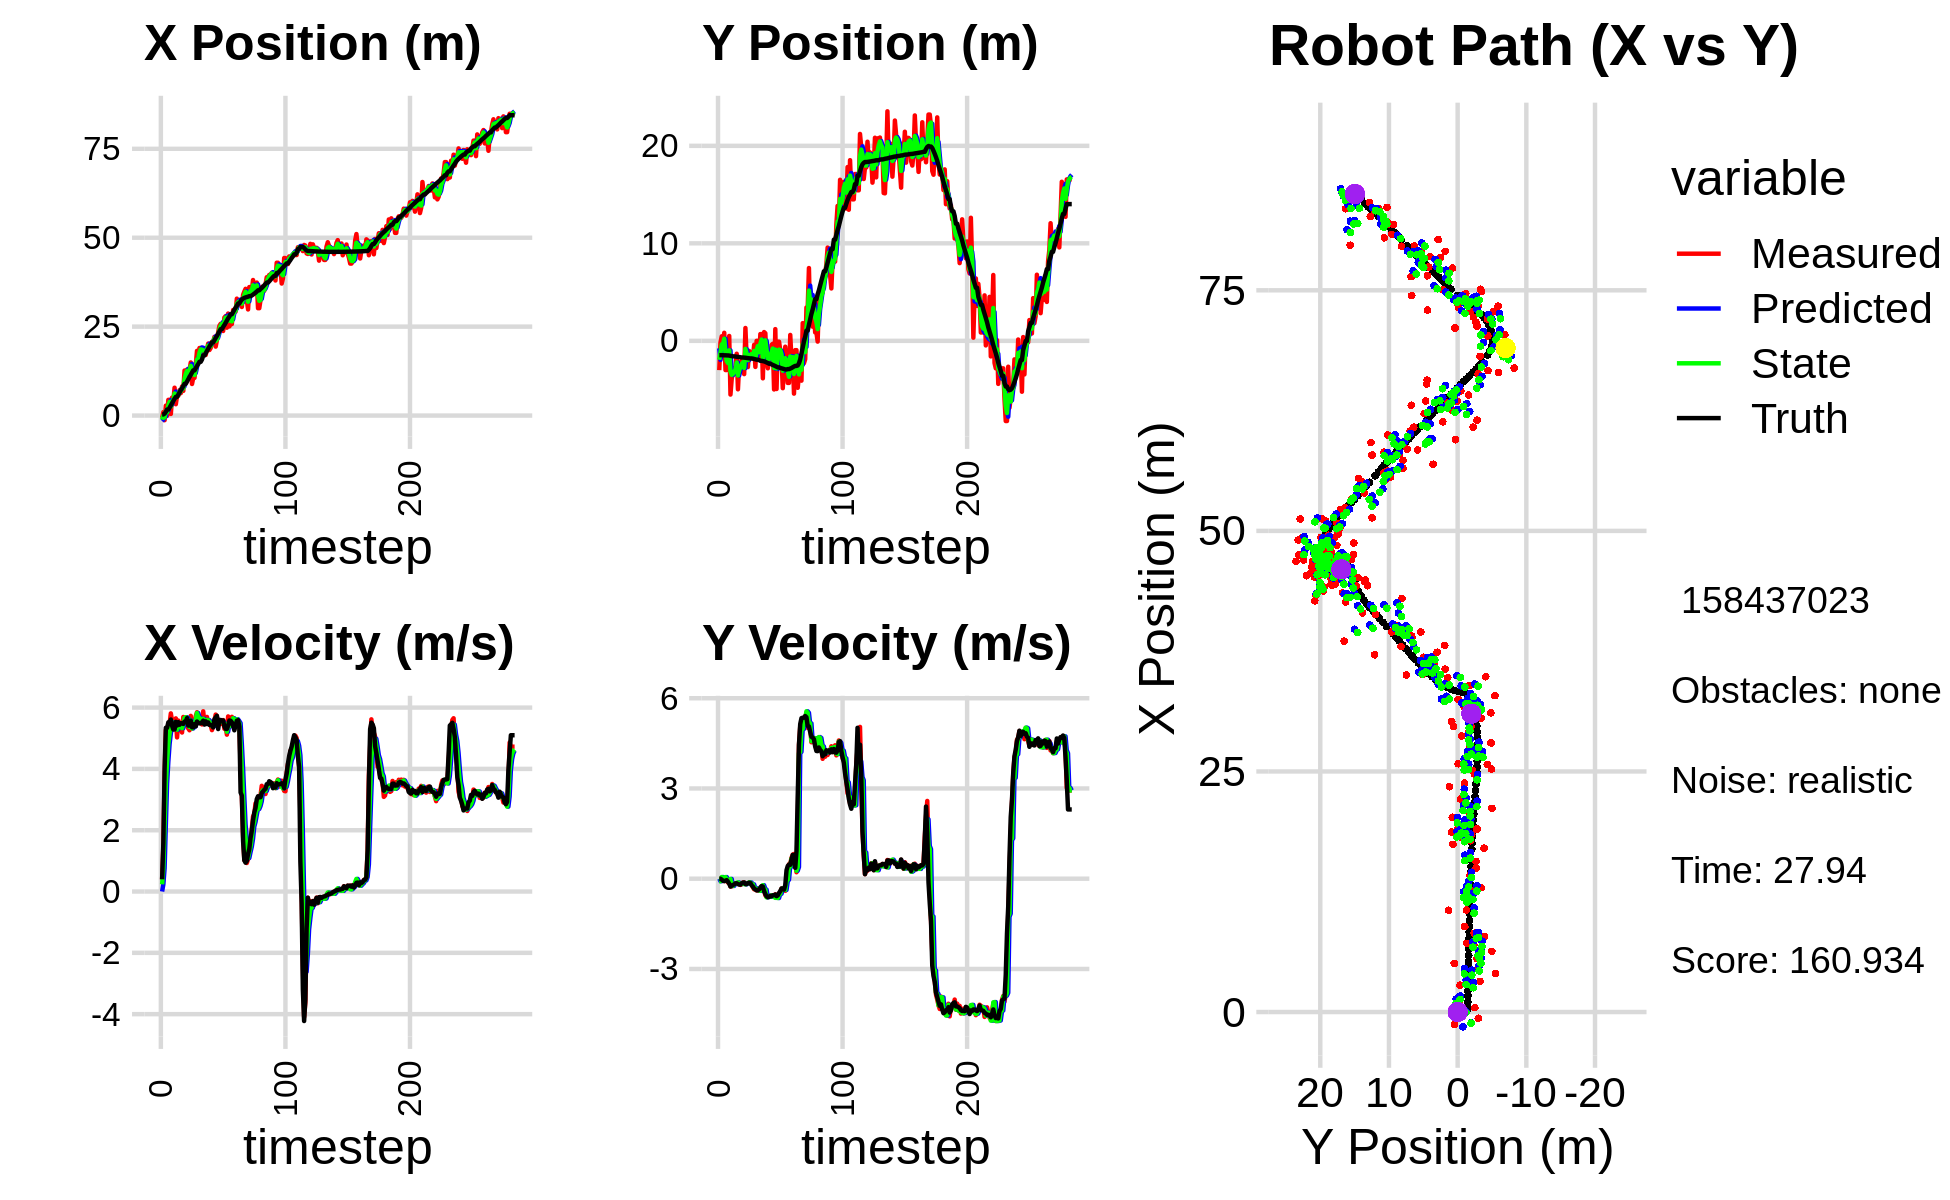 X Position (m)
75
50
25
0
0
100
200
timestep
Y Position (m)
20
10
0
0
100
200
timestep
X Velocity (m/s)
6
4
2
0
-2
-4
0
100
200
timestep
Y Velocity (m/s)
6
3
0
-3
0
100
200
timestep
Robot Path (X vs Y)
X Position (m)
75
50
25
0
20 10 0 -10 -20
Y Position (m)
variable
Measured
Predicted
State
Truth
158437023
Obstacles: none
Noise: realistic
Time: 27.94
Score: 160.934